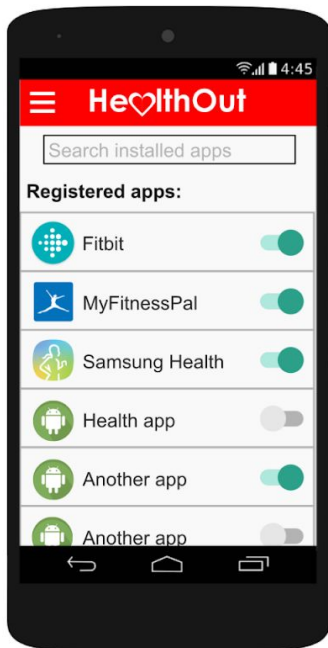 4:45
HealthOut
Search installed apps
Registered apps:
Fitbit
MyFitnessPal
Samsung Health
Health app
Another app
Another app